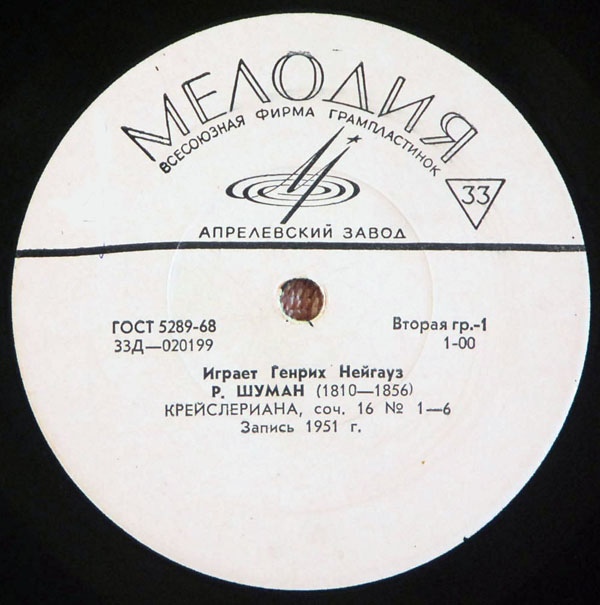 МЕЛОДИЯ
ВСЕСОЮЗНАЯ ФИРМА ГРАМПЛАСТИНОК
33
АПРЕЛЕВСКИЙ ЗАВОД
ГОСТ 5289-68 Вторая гр.-1
33Д—020199 1-00
Играет Генрих Нейгауз
Р. ШУМАН (1810—1856)
КРЕЙСЛЕРИАНА, соч. 16 № 1—6
Запись 1951 г.